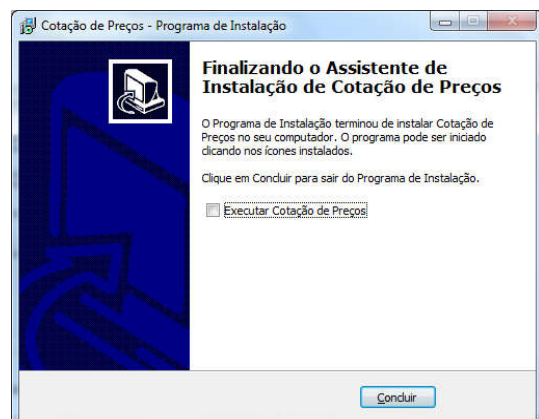 Cotação de Preços - Programa de Instalação
Finalizando o Assistente de
Instalação de Cotação de Preços
O Programa de Instalação terminou de instalar Cotação de
Preços no seu computador. O programa pode ser iniciado
clicando nos ícones instalados.
Clique em Concluir para sair do Programa de Instalação.
Executar Cotação de Preços
Concluir